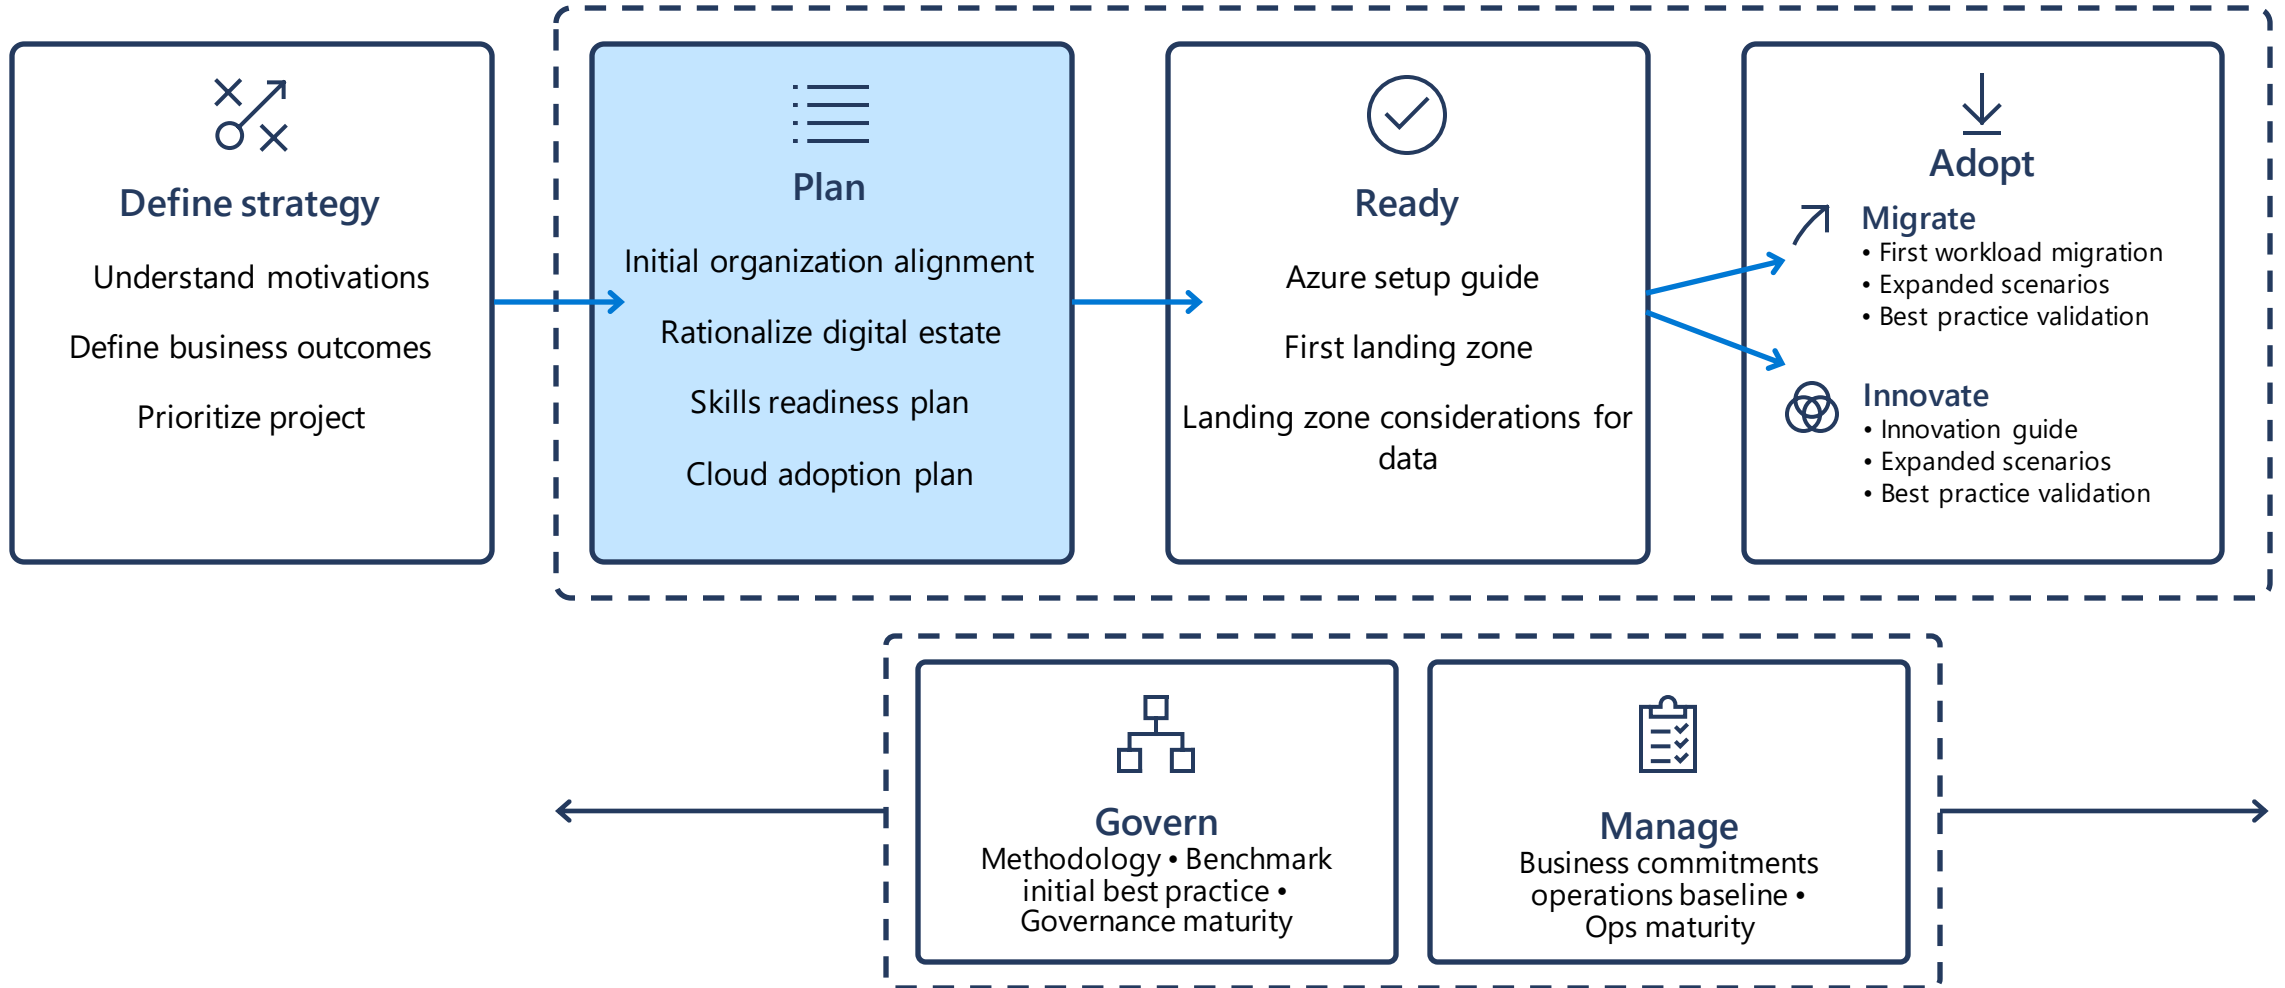 Define strategy
Understand motivations
Define business outcomes
Prioritize project
Plan
Initial organization alignment
Rationalize digital estate
Skills readiness plan
Cloud adoption plan
Ready
Azure setup guide
First landing zone
Landing zone considerations for
data
Adopt
Migrate
• First workload migration
• Expanded scenarios
• Best practice validation
Innovate
• Innovation guide
• Expanded scenarios
• Best practice validation
Govern
Methodology • Benchmark
initial best practice •
Governance maturity
Manage
Business commitments
operations baseline •
Ops maturity